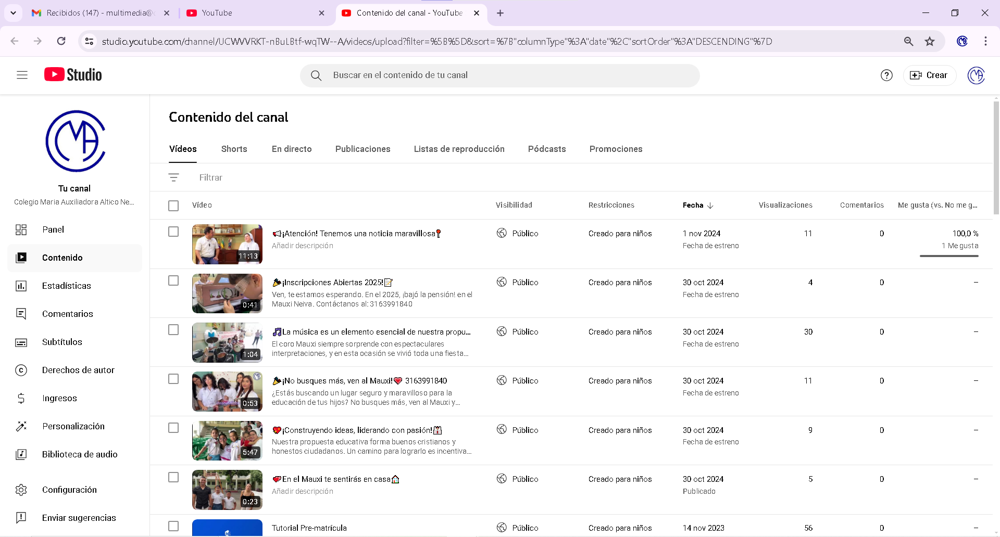 Recibidos (147) - multimedia@
YouTube
Contenido del canal - YouTube
studio.youtube.com/channel/UCWVVRKT-nBuLBtf-wqTW--A/videos/upload?filter=%5B%5D&sort=%7B"columnType"%3A"date"%2C"sortOrder"%3A"DESCENDING"%7D
Studio
Buscar en el contenido de tu canal
Crear
Tu canal
Colegio Maria Auxiliadora Altico Ne...
Panel
Contenido
Estadísticas
Comentarios
Subtítulos
Derechos de autor
Ingresos
Personalización
Biblioteca de audio
Configuración
Enviar sugerencias
Contenido del canal
Vídeos Shorts En directo Publicaciones Listas de reproducción Pódcasts Promociones
Filtrar
Vídeo Visibilidad Restricciones Fecha Visualizaciones Comentarios Me gusta (vs. No me g...
📢¡Atención! Tenemos una noticia maravillosa📍 Público Creado para niños 1 nov 2024 11 0 100,0 %
Añadir descripción Fecha de estreno 1 Me gusta
11:13
🎉¡Inscripciones Abiertas 2025!📝 Público Creado para niños 30 oct 2024 4 0 –
Ven, te estamos esperando. En el 2025, ¡bajó la pensión! en el Fecha de estreno
Mauxi Neiva. Contáctanos al: 3163991840
0:41
🎵La música es un elemento esencial de nuestra propu... Público Creado para niños 30 oct 2024 30 0 –
El coro Mauxi siempre sorprende con espectaculares Fecha de estreno
interpretaciones, y en esta ocasión se vivió toda una fiesta...
1:04
🎉¡No busques más, ven al Mauxi!💗 3163991840 Público Creado para niños 30 oct 2024 11 0 –
¿Estás buscando un lugar seguro y maravilloso para la Fecha de estreno
educación de tus hijos? No busques más, ven al Mauxi y...
0:53
💖¡Construyendo ideas, liderando con pasión!👩‍🏫 Público Creado para niños 30 oct 2024 9 0 –
Nuestra propuesta educativa forma buenos cristianos y Fecha de estreno
honestos ciudadanos. Un camino para lograrlo es incentiva...
5:47
💕En el Mauxi te sentirás en casa🏠 Público Creado para niños 30 oct 2024 5 0 –
Añadir descripción Publicado
0:23
Tutorial Pre-matrícula Público Creado para niños 14 nov 2023 56 0 –